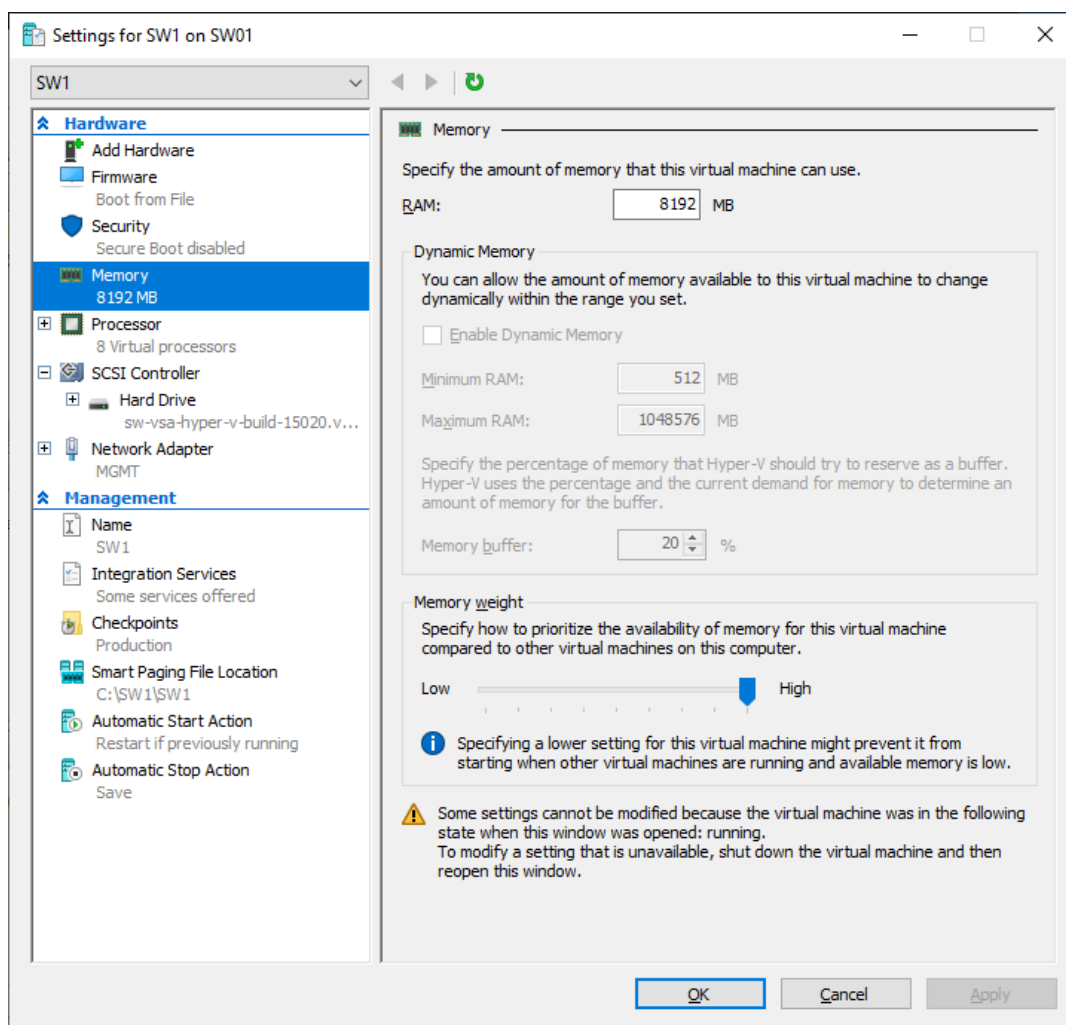 Settings for SW1 on SW01
SW1
Hardware
Add Hardware
Firmware
Boot from File
Security
Secure Boot disabled
Memory
8192 MB
Processor
8 Virtual processors
SCSI Controller
Hard Drive
sw-vsa-hyper-v-build-15020.v...
Network Adapter
MGMT
Management
Name
SW1
Integration Services
Some services offered
Checkpoints
Production
Smart Paging File Location
C:\SW1\SW1
Automatic Start Action
Restart if previously running
Automatic Stop Action
Save
Memory
Specify the amount of memory that this virtual machine can use.
RAM: 8192 MB
Dynamic Memory
You can allow the amount of memory available to this virtual machine to change
dynamically within the range you set.
Enable Dynamic Memory
Minimum RAM: 512 MB
Maximum RAM: 1048576 MB
Specify the percentage of memory that Hyper-V should try to reserve as a buffer.
Hyper-V uses the percentage and the current demand for memory to determine an
amount of memory for the buffer.
Memory buffer: 20 %
Memory weight
Specify how to prioritize the availability of memory for this virtual machine
compared to other virtual machines on this computer.
Low High
Specifying a lower setting for this virtual machine might prevent it from
starting when other virtual machines are running and available memory is low.
Some settings cannot be modified because the virtual machine was in the following
state when this window was opened: running.
To modify a setting that is unavailable, shut down the virtual machine and then
reopen this window.
OK Cancel Apply